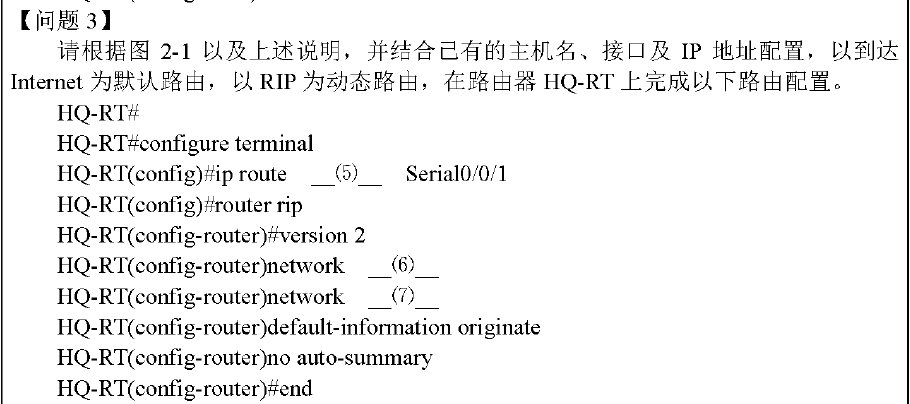 【问题 3】
请根据图 2-1 以及上述说明，并结合已有的主机名、接口及 IP 地址配置，以到达
Internet 为默认路由，以 RIP 为动态路由，在路由器 HQ-RT 上完成以下路由配置。
HQ-RT#
HQ-RT#configure terminal
HQ-RT(config)#ip route __(5)__ Serial0/0/1
HQ-RT(config)#router rip
HQ-RT(config-router)#version 2
HQ-RT(config-router)network __(6)__
HQ-RT(config-router)network __(7)__
HQ-RT(config-router)default-information originate
HQ-RT(config-router)no auto-summary
HQ-RT(config-router)#end